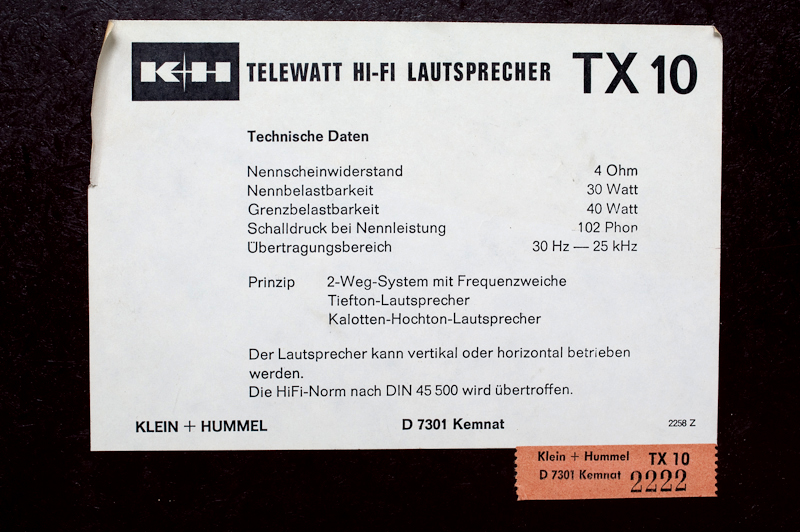 K+H TELEWATT HI-FI LAUTSPRECHER TX 10
Technische Daten
Nennscheinwiderstand 4 Ohm
Nennbelastbarkeit 30 Watt
Grenzbelastbarkeit 40 Watt
Schalldruck bei Nennleistung 102 Phon
Übertragungsbereich 30 Hz — 25 kHz
Prinzip 2-Weg-System mit Frequenzweiche
Tiefton-Lautsprecher
Kalotten-Hochton-Lautsprecher
Der Lautsprecher kann vertikal oder horizontal betrieben
werden.
Die HiFi-Norm nach DIN 45 500 wird übertroffen.
KLEIN + HUMMEL D 7301 Kemnat 2258 Z
Klein + Hummel TX 10
D 7301 Kemnat 2222